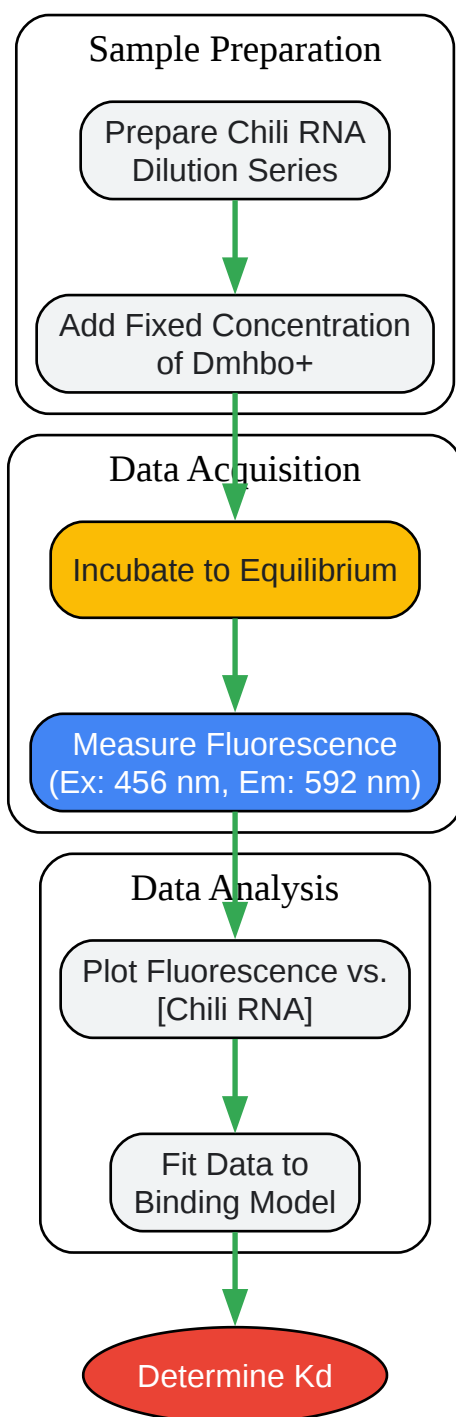 Sample Preparation
Prepare Chili RNA
Dilution Series
Add Fixed Concentration
of Dmhbo+
Data Acquisition
Incubate to Equilibrium
Measure Fluorescence
(Ex: 456 nm, Em: 592 nm)
Data Analysis
Plot Fluorescence vs.
[Chili RNA]
Fit Data to
Binding Model
Determine Kd